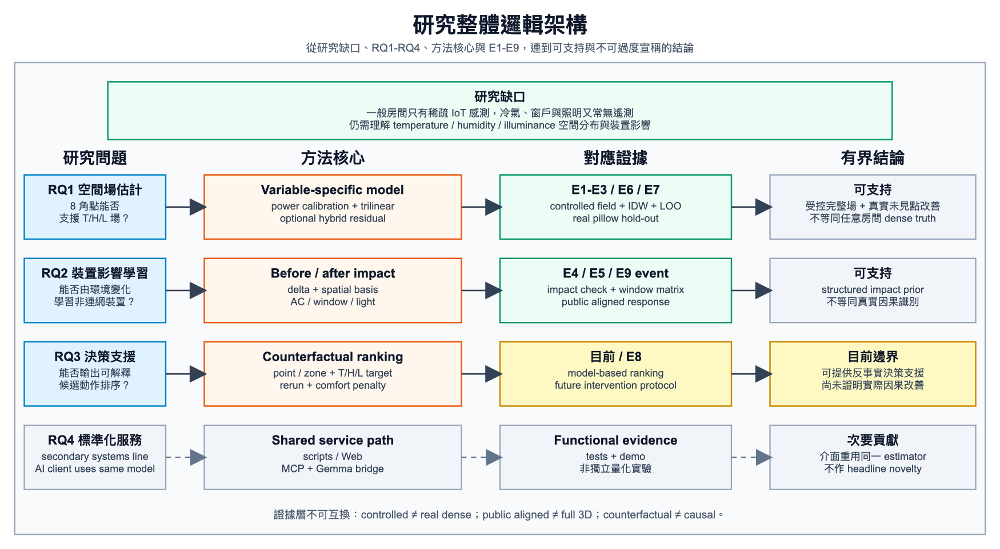 研究整體邏輯架構
從研究缺口、RQ1-RQ4、方法核心與 E1-E9，連到可支持與不可過度宣稱的結論
研究缺口
一般房間只有稀疏 IoT 感測，冷氣、窗戶與照明又常無遙測
仍需理解 temperature / humidity / illuminance 空間分布與裝置影響
研究問題
方法核心
對應證據
有界結論
RQ1 空間場估計
8 角點能否
支援 T/H/L 場？
Variable-specific model
power calibration + trilinear
optional hybrid residual
E1-E3 / E6 / E7
controlled field + IDW + LOO
real pillow hold-out
可支持
受控完整場 + 真實未見點改善
不等同任意房間 dense truth
RQ2 裝置影響學習
能否由環境變化
學習非連網裝置？
Before / after impact
delta + spatial basis
AC / window / light
E4 / E5 / E9 event
impact check + window matrix
public aligned response
可支持
structured impact prior
不等同真實因果識別
RQ3 決策支援
能否輸出可解釋
候選動作排序？
Counterfactual ranking
point / zone + T/H/L target
rerun + comfort penalty
目前 / E8
model-based ranking
future intervention protocol
目前邊界
可提供反事實決策支援
尚未證明實際因果改善
RQ4 標準化服務
secondary systems line
AI client uses same model
Shared service path
scripts / Web
MCP + Gemma bridge
Functional evidence
tests + demo
非獨立量化實驗
次要貢獻
介面重用同一 estimator
不作 headline novelty
證據層不可互換：controlled ≠ real dense；public aligned ≠ full 3D；counterfactual ≠ causal。